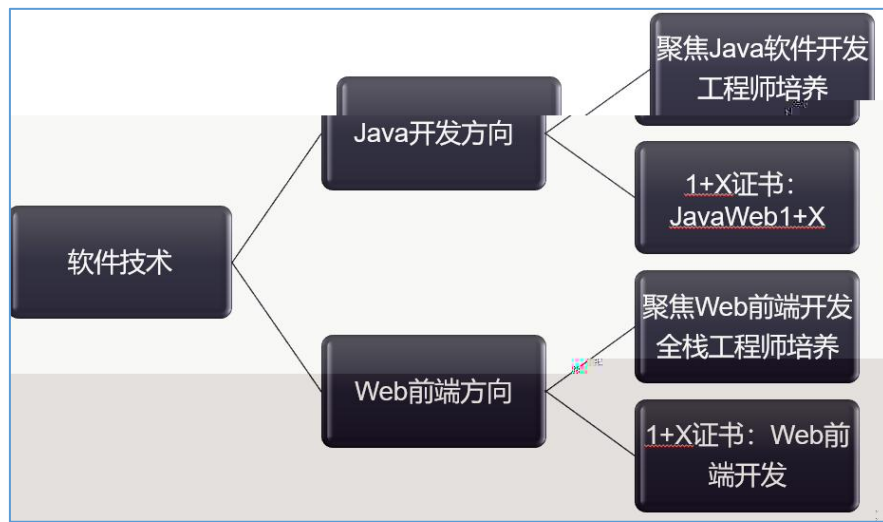 聚焦Java软件开发
工程师培养
Java开发方向
1+X证书：
JavaWeb1+X
软件技术
聚焦Web前端开发
全栈工程师培养
Web前端方向
1+X证书：Web前
端开发